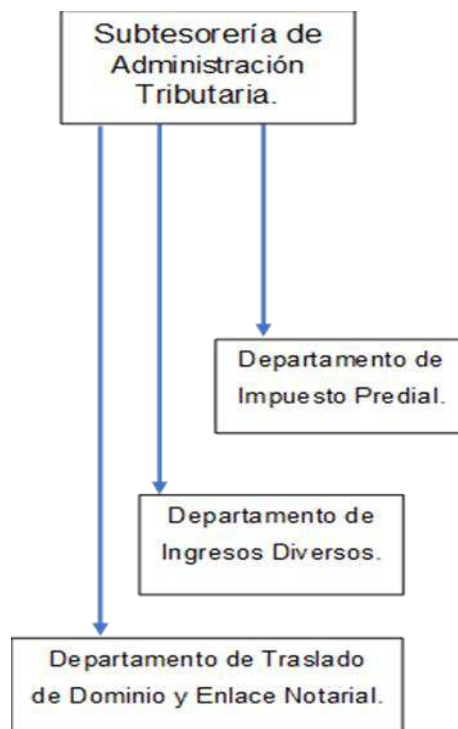 Subtesorería de
Administración
Tributaria.
Departamento de
Impuesto Predial.
Departamento de
Ingresos Diversos.
Departamento de Traslado
de Dominio y Enlace Notarial.